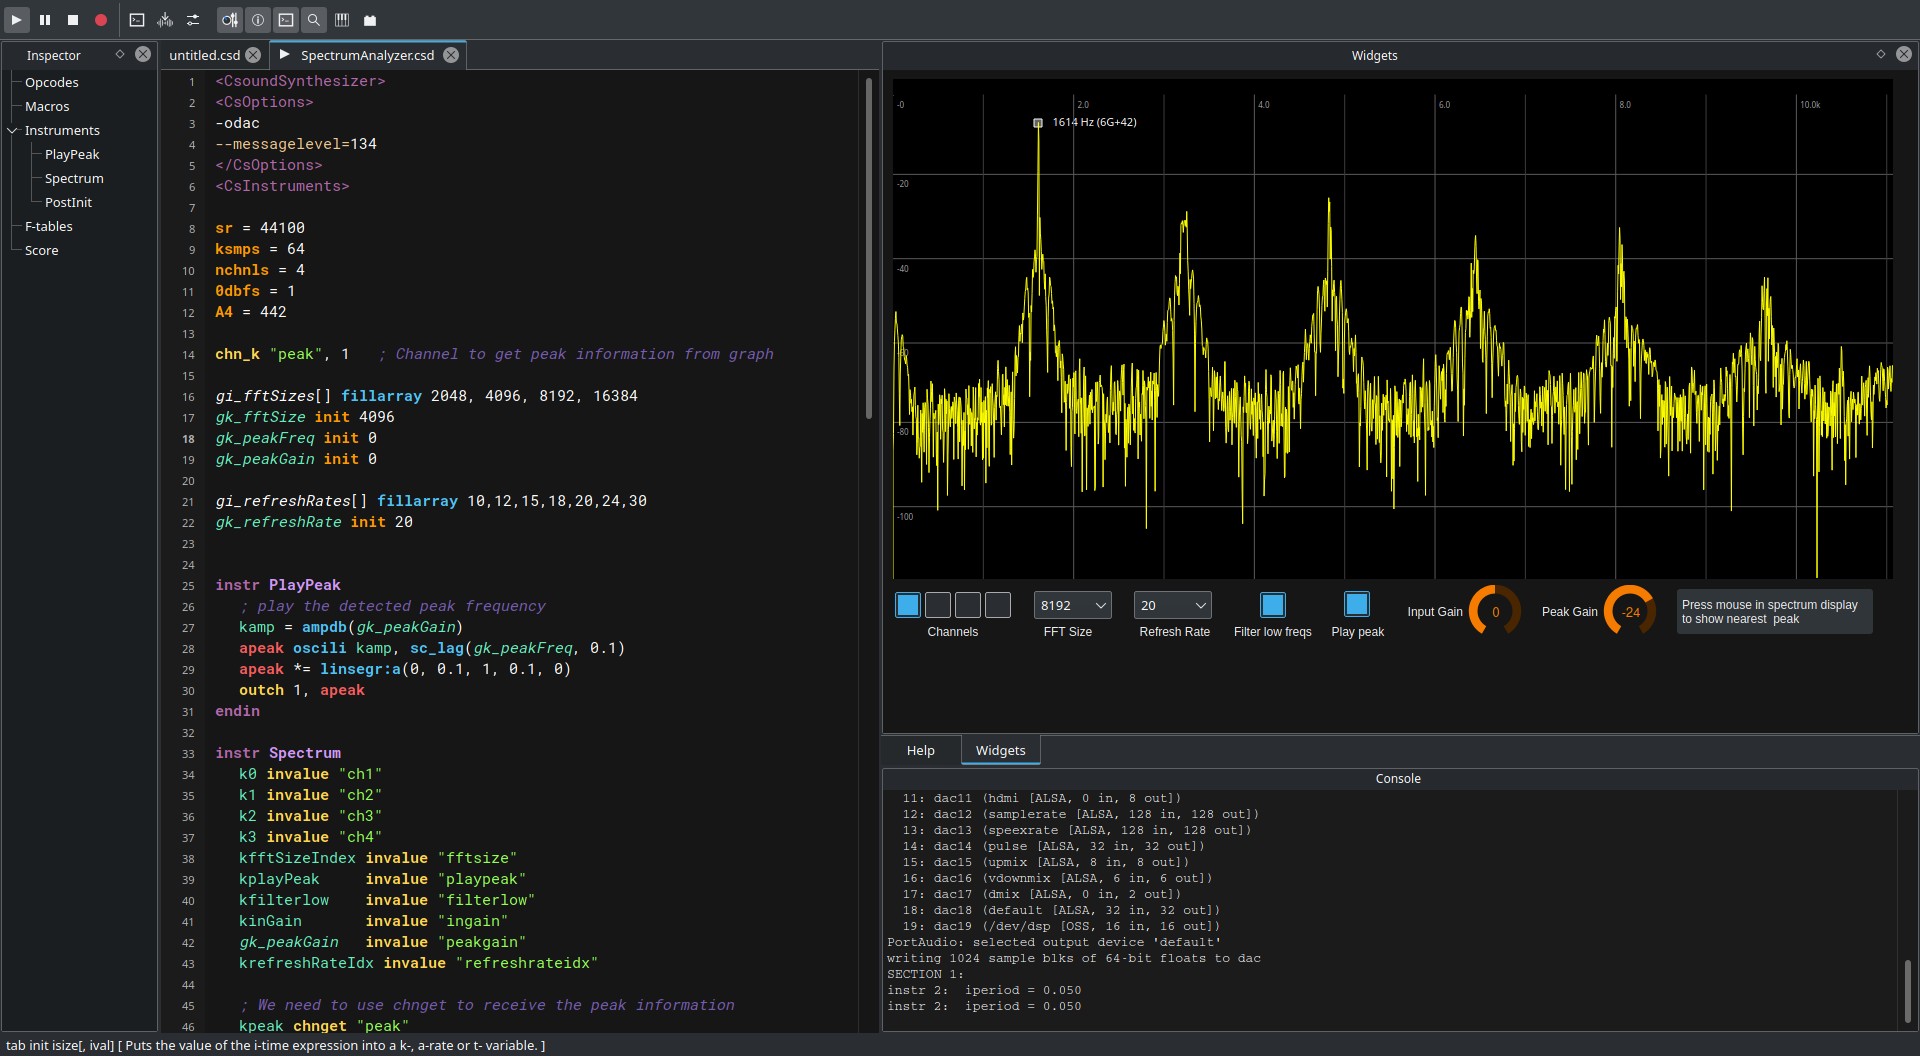 Inspector
Opcodes
Macros
Instruments
PlayPeak
Spectrum
PostInit
F-tables
Score
untitled.csd
SpectrumAnalyzer.csd
1 <CsoundSynthesizer>
2 <CsOptions>
3 -odac
4 --messagelevel=134
5 </CsOptions>
6 <CsInstruments>
7
8 sr = 44100
9 ksmps = 64
10 nchnls = 4
11 0dbfs = 1
12 A4 = 442
13
14 chn_k "peak", 1 ; Channel to get peak information from graph
15
16 gi_fftSizes[] fillarray 2048, 4096, 8192, 16384
17 gk_fftSize init 4096
18 gk_peakFreq init 0
19 gk_peakGain init 0
20
21 gi_refreshRates[] fillarray 10,12,15,18,20,24,30
22 gk_refreshRate init 20
23
24
25 instr PlayPeak
26 ; play the detected peak frequency
27 kamp = ampdb(gk_peakGain)
28 apeak oscili kamp, sc_lag(gk_peakFreq, 0.1)
29 apeak *= linsegr:a(0, 0.1, 1, 0.1, 0)
30 outch 1, apeak
31 endin
32
33 instr Spectrum
34 k0 invalue "ch1"
35 k1 invalue "ch2"
36 k2 invalue "ch3"
37 k3 invalue "ch4"
38 kfftSizeIndex invalue "fftsize"
39 kplayPeak invalue "playpeak"
40 kfilterlow invalue "filterlow"
41 kinGain invalue "ingain"
42 gk_peakGain invalue "peakgain"
43 krefreshRateIdx invalue "refreshrateidx"
44
45 ; We need to use chnget to receive the peak information
46 kpeak chnget "peak"
Widgets
-0 2.0 4.0 6.0 8.0 10.0k
1614 Hz (6G+42)
-20
-40
-80
-100
8192
20
Channels
FFT Size
Refresh Rate
Filter low freqs
Play peak
Input Gain 0
Peak Gain -24
Press mouse in spectrum display
to show nearest peak
Help
Widgets
Console
11: dac11 (hdmi [ALSA, 0 in, 8 out])
12: dac12 (samplerate [ALSA, 128 in, 128 out])
13: dac13 (speexrate [ALSA, 128 in, 128 out])
14: dac14 (pulse [ALSA, 32 in, 32 out])
15: dac15 (upmix [ALSA, 8 in, 8 out])
16: dac16 (vdownmix [ALSA, 6 in, 6 out])
17: dac17 (dmix [ALSA, 0 in, 2 out])
18: dac18 (default [ALSA, 32 in, 32 out])
19: dac19 (/dev/dsp [OSS, 16 in, 16 out])
PortAudio: selected output device 'default'
writing 1024 sample blks of 64-bit floats to dac
SECTION 1:
instr 2: iperiod = 0.050
instr 2: iperiod = 0.050
tab init isize[, ival] [ Puts the value of the i-time expression into a k-, a-rate or t- variable. ]